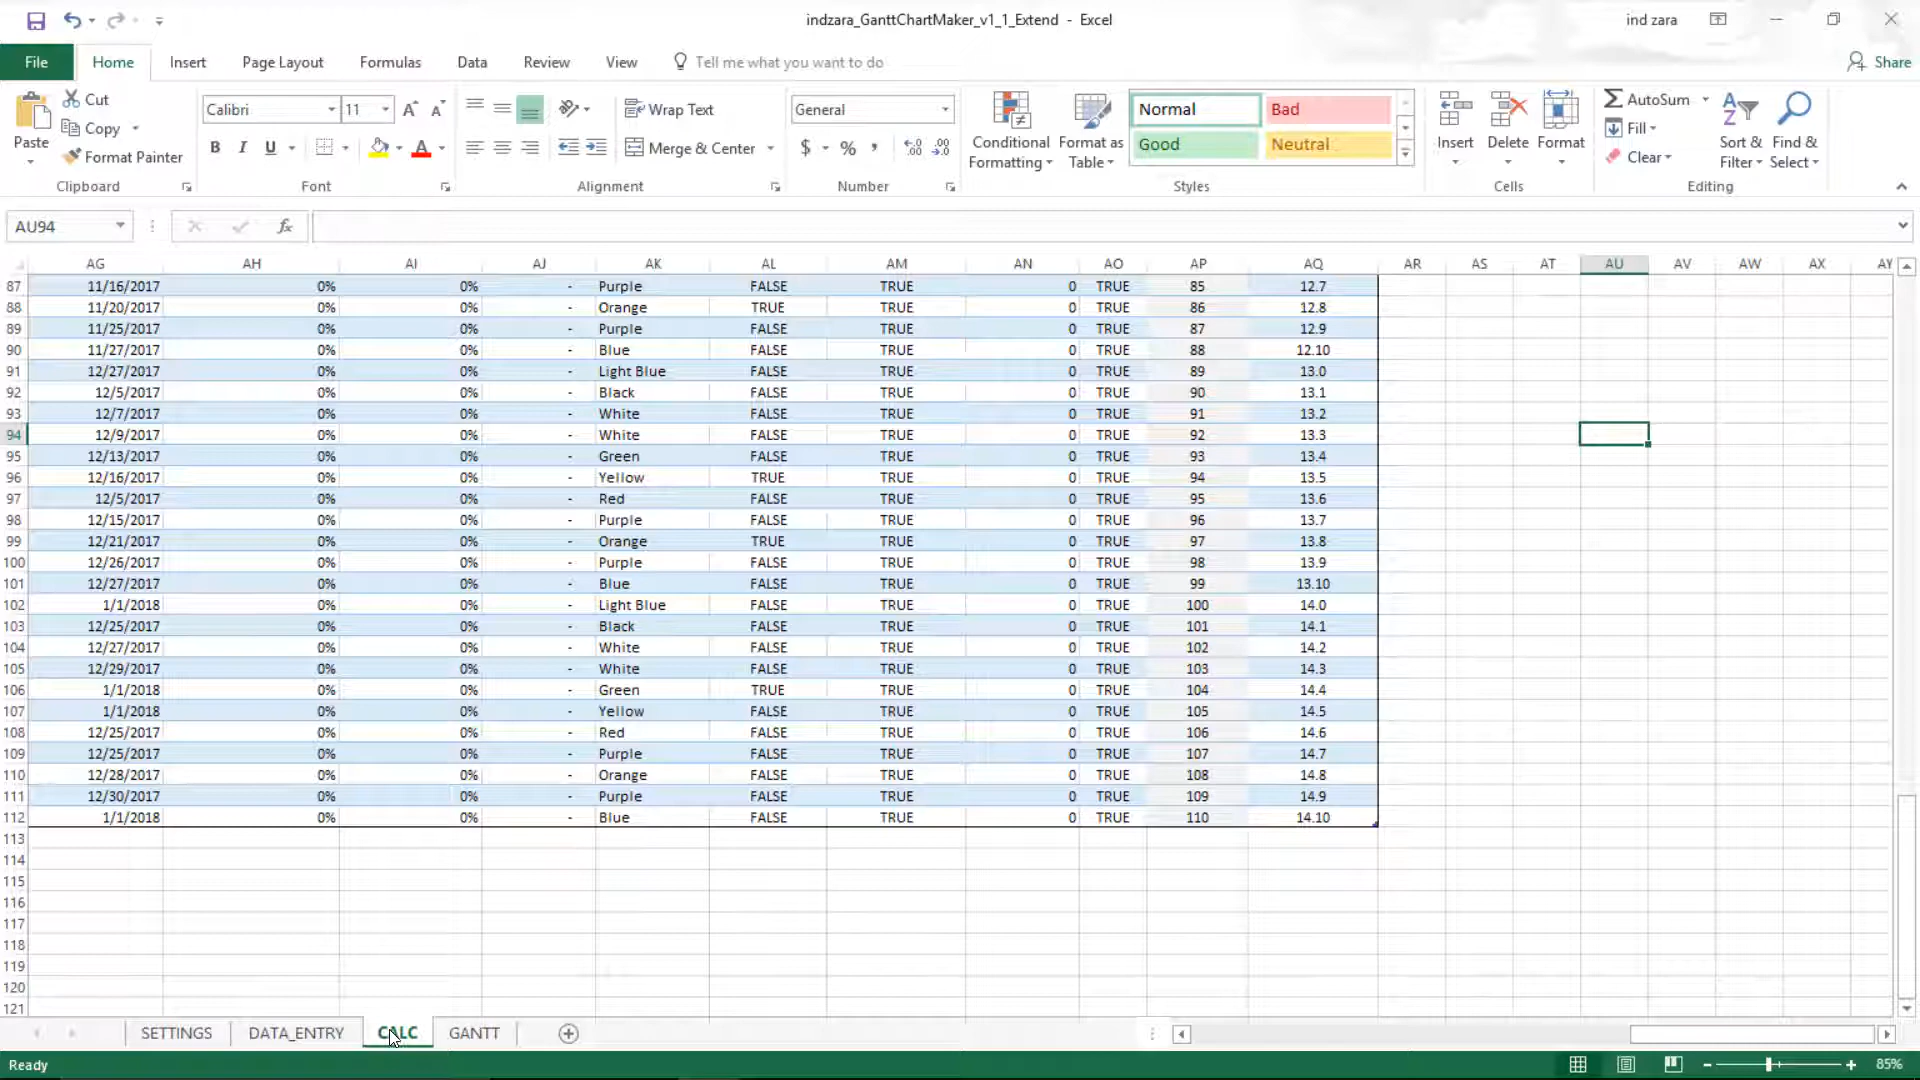 indzara_GanttChartMaker_v1_1_Extend - Excel
ind zara
File Home Insert Page Layout Formulas Data Review View Tell me what you want to do Share
Paste Cut Copy Format Painter Clipboard
Calibri 11 B I U A Font
Wrap Text Merge & Center Alignment
General $ % Number
Conditional Formatting Format as Table Normal Bad Good Neutral Styles
Insert Delete Format Cells
AutoSum Fill Clear Sort & Filter Find & Select Editing
AU94 fx
AG AH AI AJ AK AL AM AN AO AP AQ AR AS AT AU AV AW AX AY
87 11/16/2017 0% 0% - Purple FALSE TRUE 0 TRUE 85 12.7
88 11/20/2017 0% 0% - Orange TRUE TRUE 0 TRUE 86 12.8
89 11/25/2017 0% 0% - Purple FALSE TRUE 0 TRUE 87 12.9
90 11/27/2017 0% 0% - Blue FALSE TRUE 0 TRUE 88 12.10
91 12/27/2017 0% 0% - Light Blue FALSE TRUE 0 TRUE 89 13.0
92 12/5/2017 0% 0% - Black FALSE TRUE 0 TRUE 90 13.1
93 12/7/2017 0% 0% - White FALSE TRUE 0 TRUE 91 13.2
94 12/9/2017 0% 0% - White FALSE TRUE 0 TRUE 92 13.3
95 12/13/2017 0% 0% - Green FALSE TRUE 0 TRUE 93 13.4
96 12/16/2017 0% 0% - Yellow TRUE TRUE 0 TRUE 94 13.5
97 12/5/2017 0% 0% - Red FALSE TRUE 0 TRUE 95 13.6
98 12/15/2017 0% 0% - Purple FALSE TRUE 0 TRUE 96 13.7
99 12/21/2017 0% 0% - Orange TRUE TRUE 0 TRUE 97 13.8
100 12/26/2017 0% 0% - Purple FALSE TRUE 0 TRUE 98 13.9
101 12/27/2017 0% 0% - Blue FALSE TRUE 0 TRUE 99 13.10
102 1/1/2018 0% 0% - Light Blue FALSE TRUE 0 TRUE 100 14.0
103 12/25/2017 0% 0% - Black FALSE TRUE 0 TRUE 101 14.1
104 12/27/2017 0% 0% - White FALSE TRUE 0 TRUE 102 14.2
105 12/29/2017 0% 0% - White FALSE TRUE 0 TRUE 103 14.3
106 1/1/2018 0% 0% - Green TRUE TRUE 0 TRUE 104 14.4
107 1/1/2018 0% 0% - Yellow FALSE TRUE 0 TRUE 105 14.5
108 12/25/2017 0% 0% - Red FALSE TRUE 0 TRUE 106 14.6
109 12/25/2017 0% 0% - Purple FALSE TRUE 0 TRUE 107 14.7
110 12/28/2017 0% 0% - Orange FALSE TRUE 0 TRUE 108 14.8
111 12/30/2017 0% 0% - Purple FALSE TRUE 0 TRUE 109 14.9
112 1/1/2018 0% 0% - Blue FALSE TRUE 0 TRUE 110 14.10
113
114
115
116
117
118
119
120
121
SETTINGS DATA_ENTRY CALC GANTT
Ready 85%